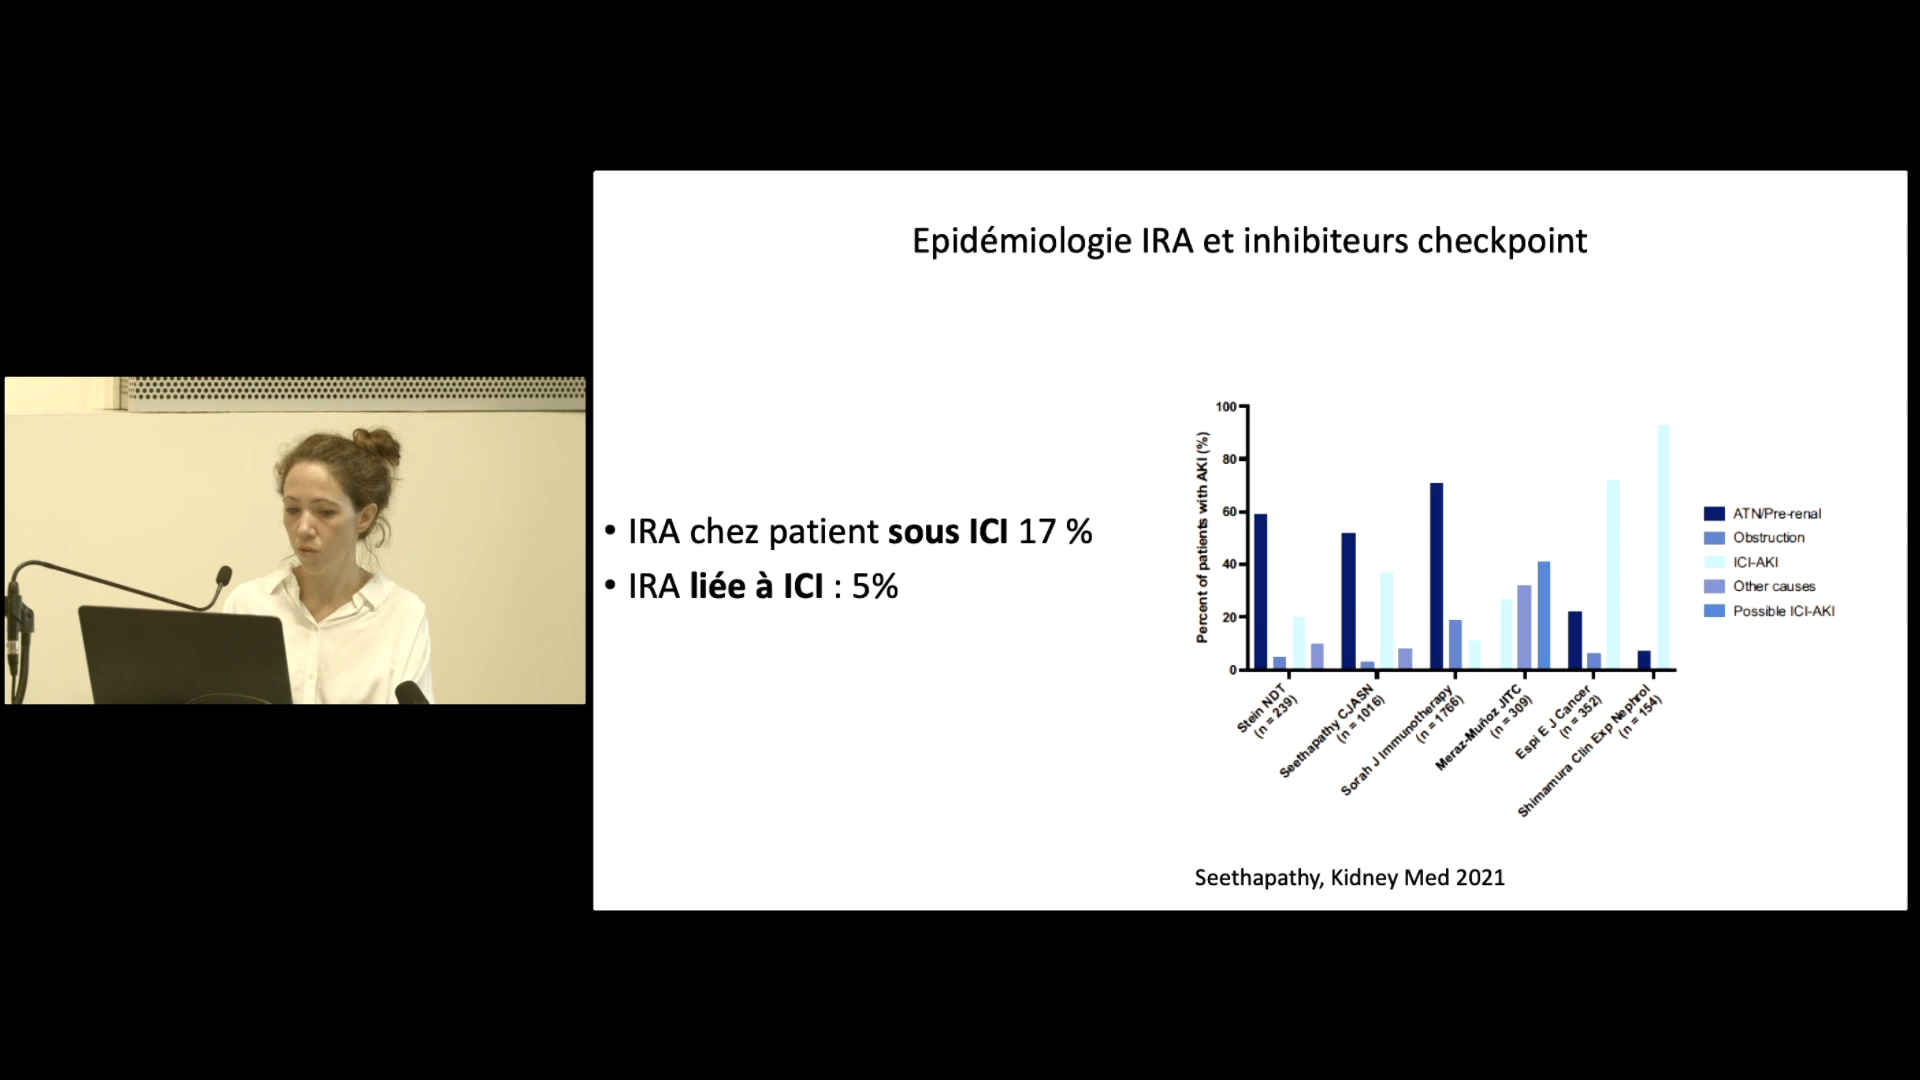 Epidémiologie IRA et inhibiteurs checkpoint
• IRA chez patient sous ICI 17 %
• IRA liée à ICI : 5%
Percent of patients with AKI (%)
100
80
60
40
20
0
Stein NDT
(n = 239)
Seethapathy CJASN
(n = 1016)
Sorah J Immunotherapy
(n = 1766)
Meraz-Muñoz JITC
(n = 309)
Espi E J Cancer
(n = 352)
Shimamura Clin Exp Nephrol
(n = 154)
ATN/Pre-renal
Obstruction
ICI-AKI
Other causes
Possible ICI-AKI
Seethapathy, Kidney Med 2021